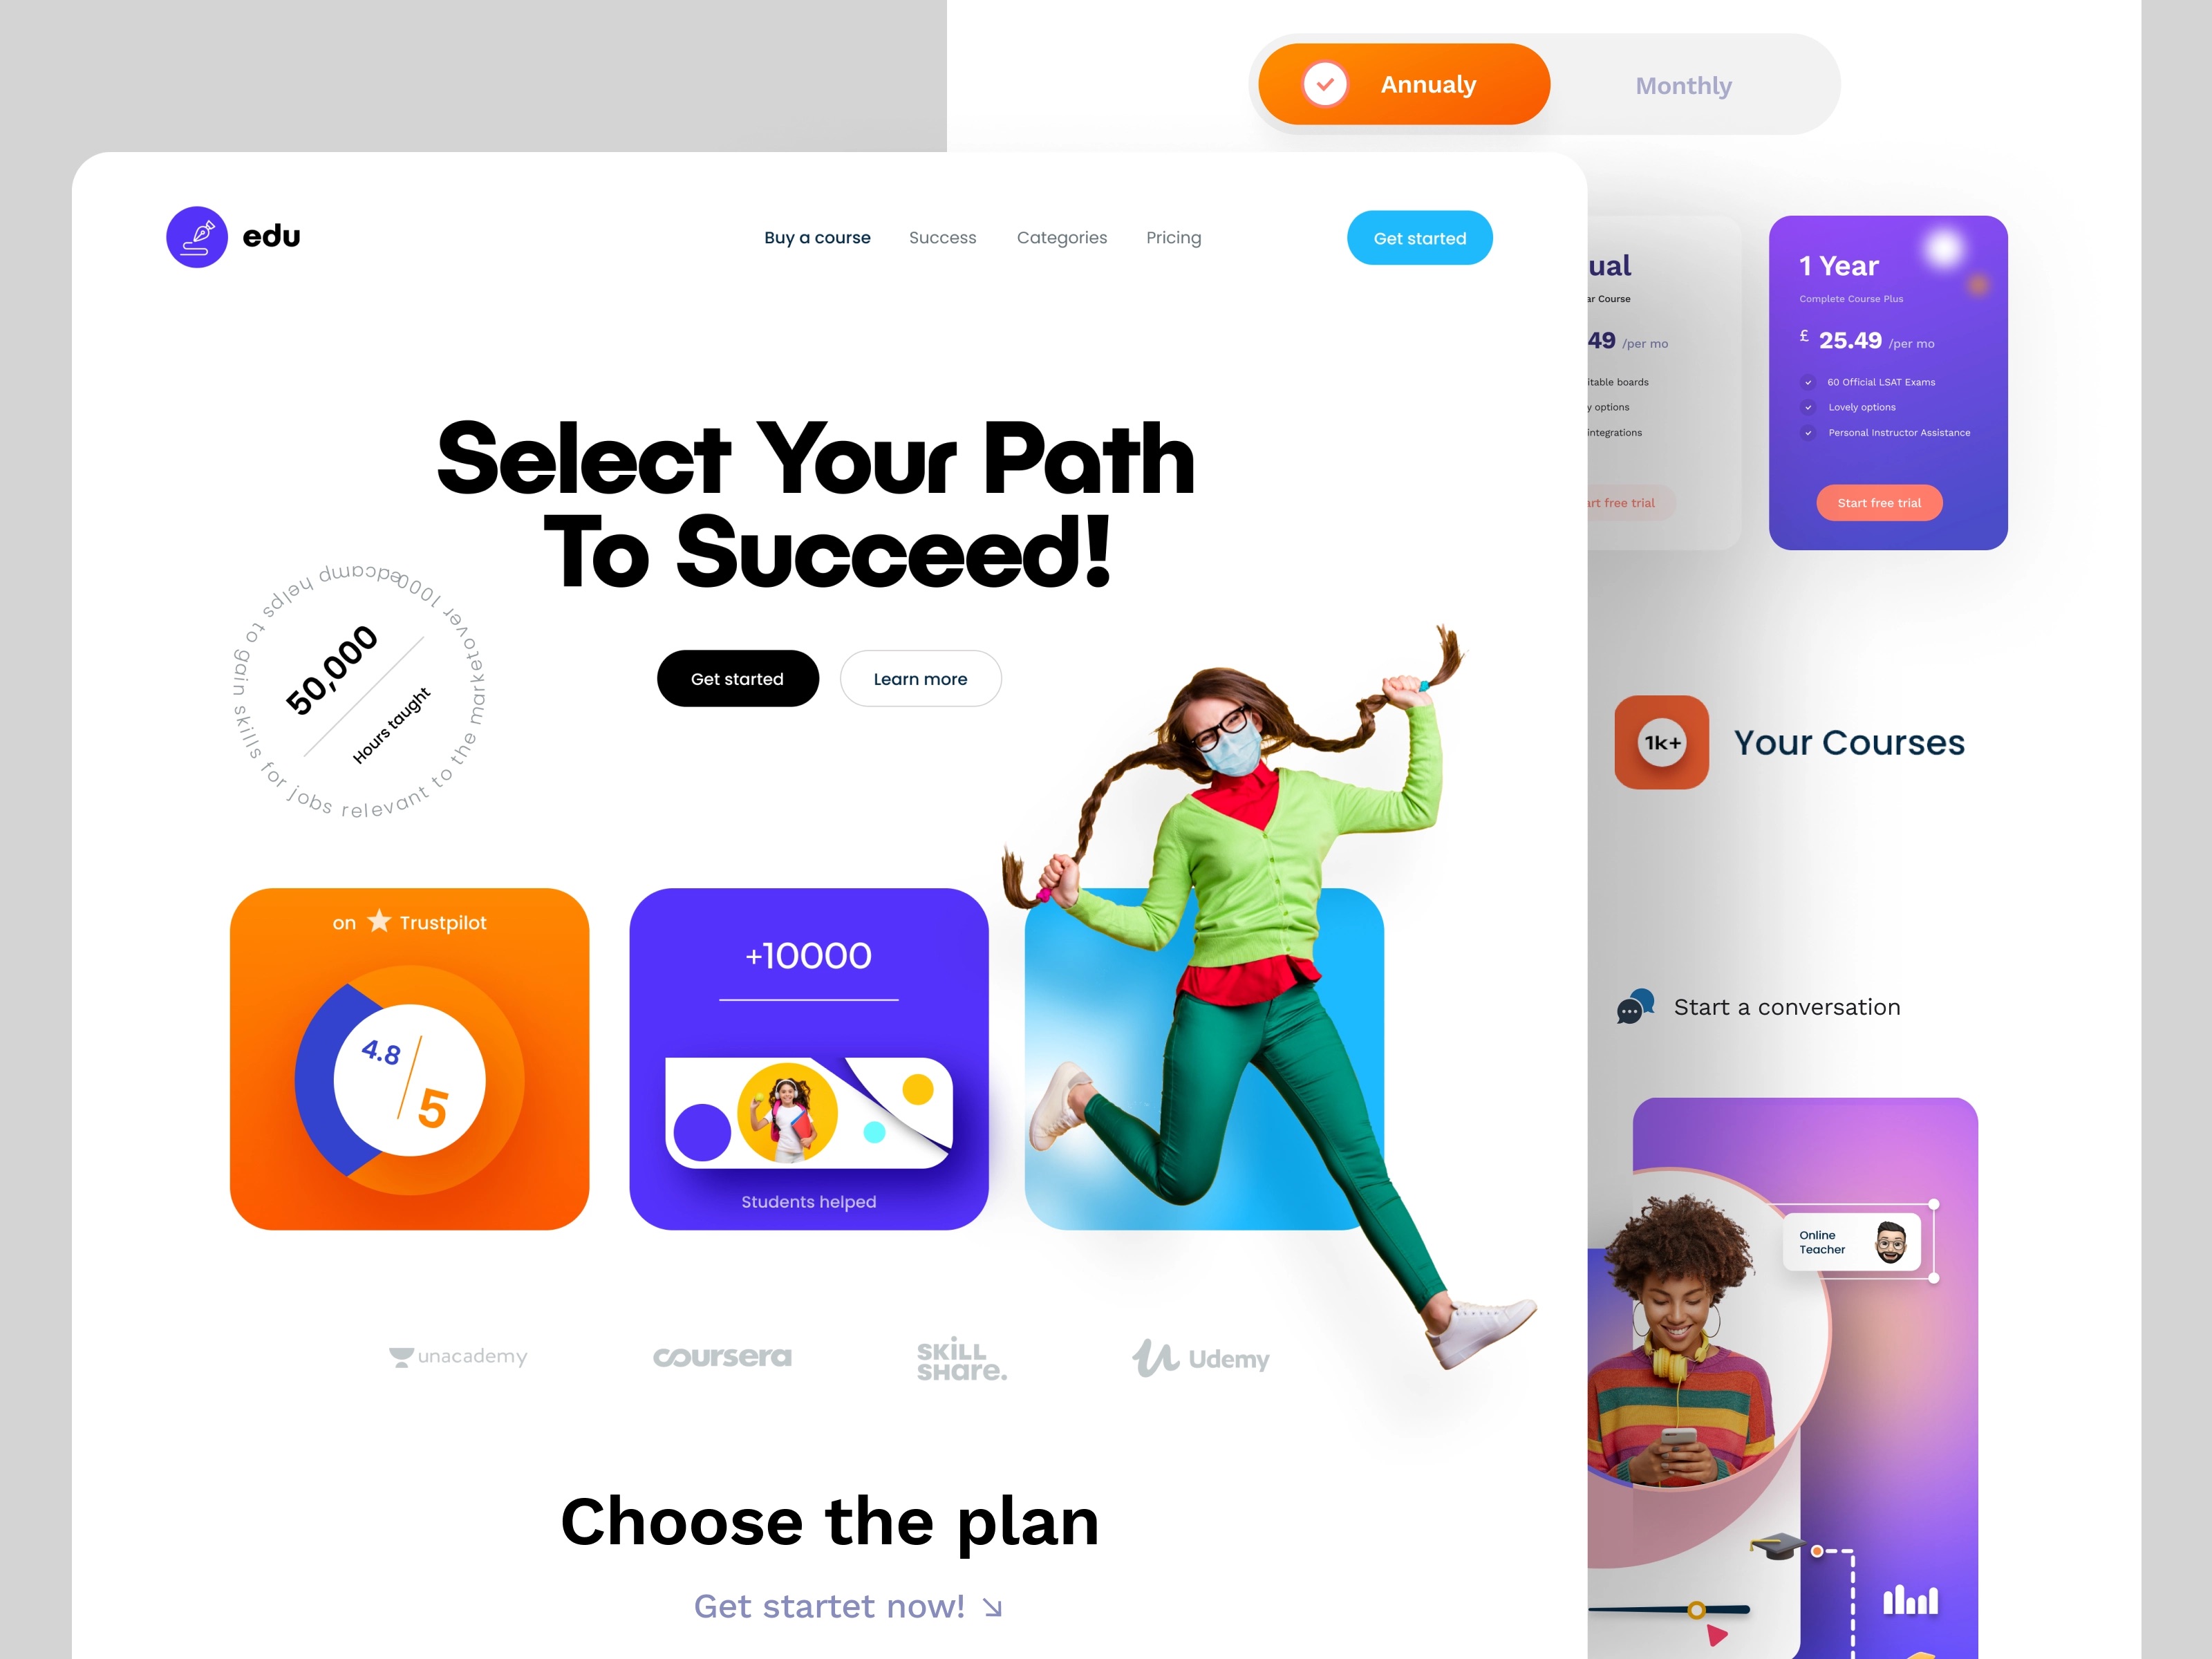 Annualy
Monthly
edu
Buy a course
Success
Categories
Pricing
Get started
Select Your Path
To Succeed!
edcamp helps to gain skills for jobs relevant to the marketover 1000
50,000
Hours taught
Get started
Learn more
on Trustpilot
4.8
5
+10000
Students helped
unacademy
coursera
SKiLL
SHare.
Udemy
Choose the plan
Get startet now!
ual
ar Course
49 /per mo
itable boards
y options
integrations
art free trial
1 Year
Complete Course Plus
£ 25.49 /per mo
60 Official LSAT Exams
Lovely options
Personal Instructor Assistance
Start free trial
1k+
Your Courses
Start a conversation
Online
Teacher